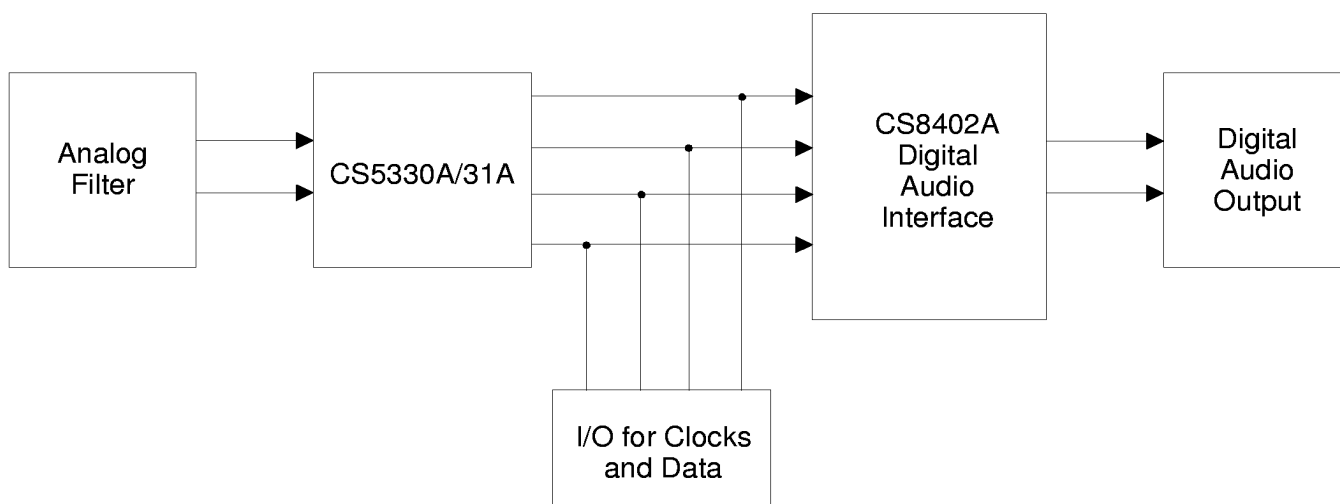 Analog
Filter
CS5330A/31A
CS8402A
Digital
Audio
Interface
Digital
Audio
Output
I/O for Clocks
and Data